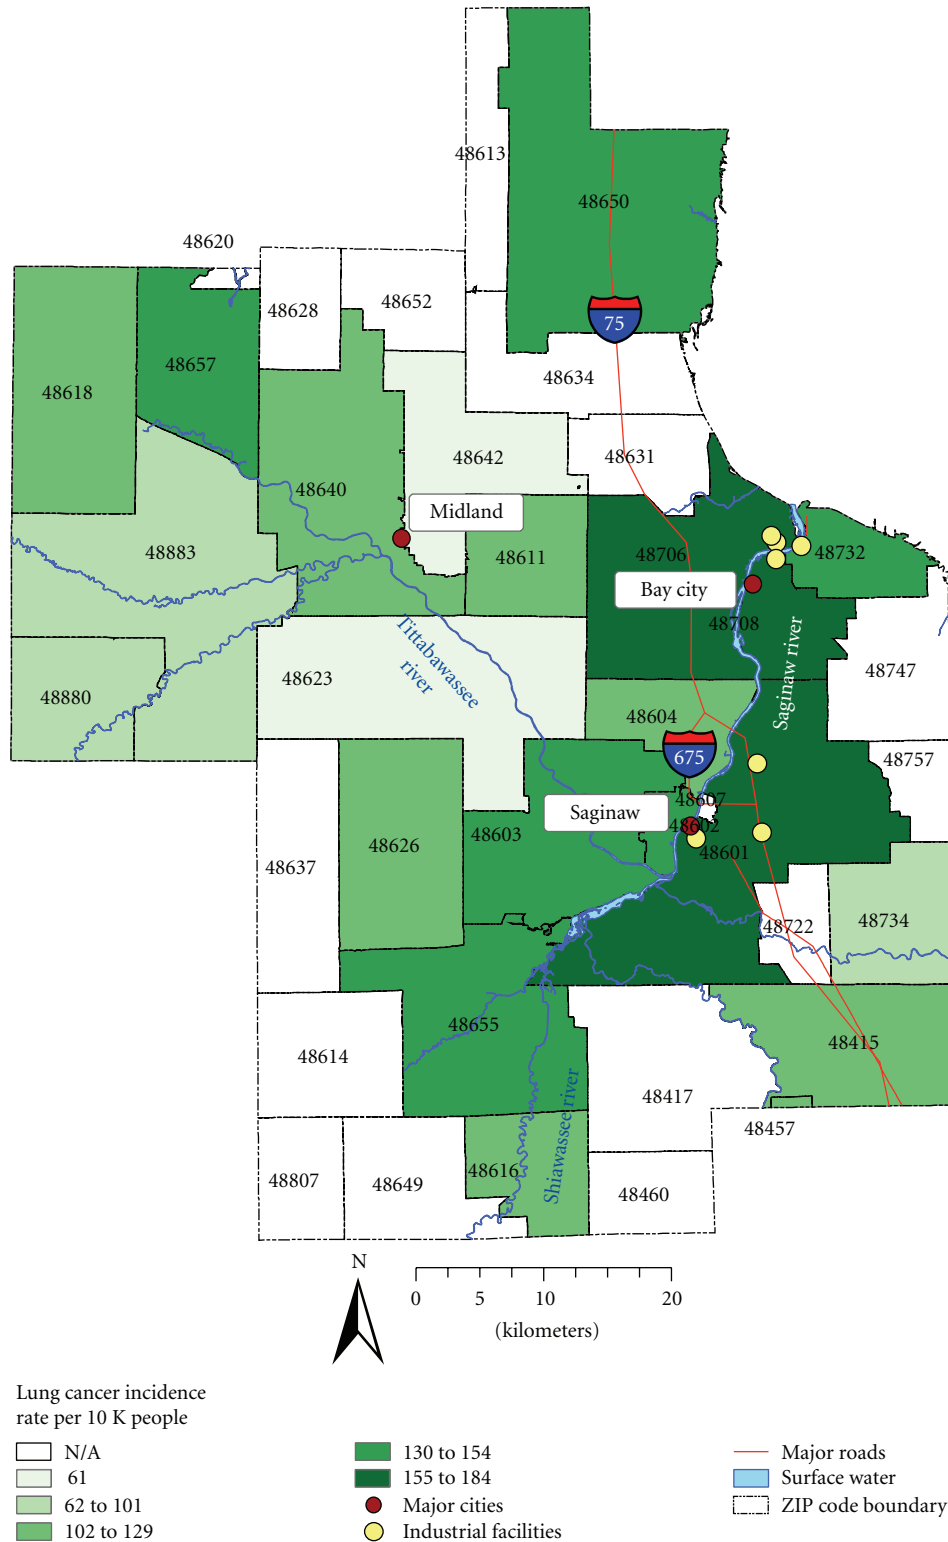 48613
48650
48620
48628
48652
75
48657
48634
48618
48642
48631
48640
Midland
48883
48611
48706
48732
Bay city
48708
Tittabawassee
river
Saginaw river
48747
48623
48880
48604
675
48757
48607
Saginaw
48602
48603
48626
48601
48637
48734
48722
48655
48415
48614
Shiawassee river
48417
48457
48616
48807
48649
48460
N
0 5 10 20
(kilometers)
Lung cancer incidence
rate per 10 K people
N/A
61
62 to 101
102 to 129
130 to 154
155 to 184
Major cities
Industrial facilities
Major roads
Surface water
ZIP code boundary